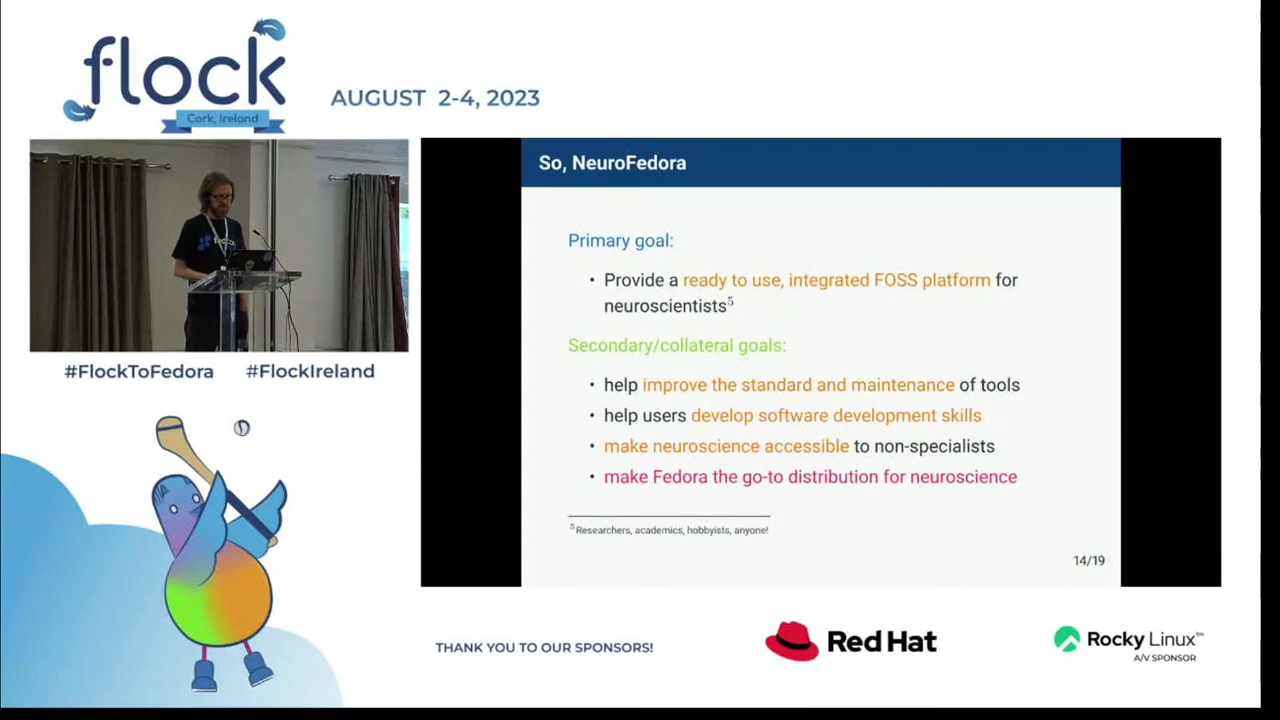 flock
Cork, Ireland
AUGUST 2-4, 2023
So, NeuroFedora
Primary goal:
• Provide a ready to use, integrated FOSS platform for
neuroscientists⁵
Secondary/collateral goals:
• help improve the standard and maintenance of tools
• help users develop software development skills
• make neuroscience accessible to non-specialists
• make Fedora the go-to distribution for neuroscience
⁵Researchers, academics, hobbyists, anyone!
14/19
#FlockToFedora #FlockIreland
THANK YOU TO OUR SPONSORS!
Red Hat
Rocky Linux™
A/V SPONSOR